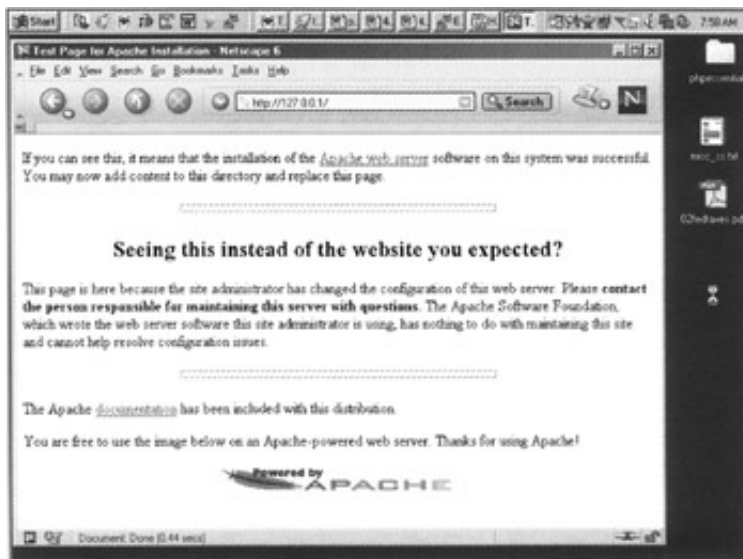 Start
7:58 AM
Test Page for Apache Installation - Netscape 6
File Edit View Search Go Bookmarks Tasks Help
http://127.0.0.1/
Search
N
If you can see this, it means that the installation of the Apache web server software on this system was successful.
You may now add content to this directory and replace this page.
Seeing this instead of the website you expected?
This page is here because the site administrator has changed the configuration of this web server. Please contact
the person responsible for maintaining this server with questions. The Apache Software Foundation,
which wrote the web server software this site administrator is using, has nothing to do with maintaining this site
and cannot help resolve configuration issues.
The Apache documentation has been included with this distribution.
You are free to use the image below on an Apache-powered web server. Thanks for using Apache!
Powered by
APACHE
Document: Done (0.44 secs)